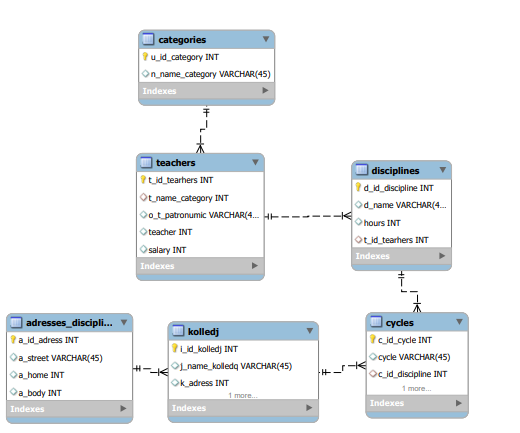 categories
u_id_category INT
n_name_category VARCHAR(45)
Indexes
teachers
t_id_tearhers INT
t_name_category INT
o_t_patronumic VARCHAR(4...
teacher INT
salary INT
Indexes
disciplines
d_id_discipline INT
d_name VARCHAR(4...
hours INT
t_id_tearhers INT
Indexes
adresses_discipli...
a_id_adress INT
a_street VARCHAR(45)
a_home INT
a_body INT
Indexes
kolledj
i_id_kolledj INT
j_name_kolledq VARCHAR(45)
k_adress INT
1 more...
Indexes
cycles
c_id_cycle INT
cycle VARCHAR(45)
c_id_discipline INT
1 more...
Indexes